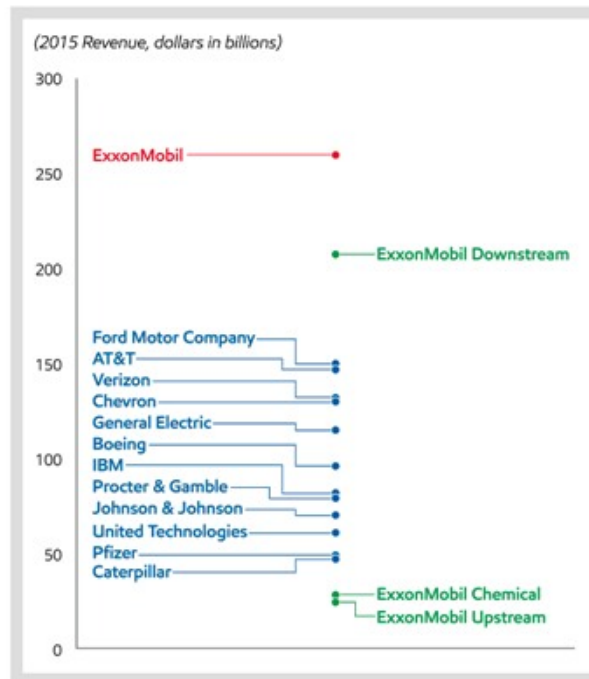 (2015 Revenue, dollars in billions)
300
ExxonMobil
250
ExxonMobil Downstream
200
Ford Motor Company
150
AT&T
Verizon
Chevron
General Electric
Boeing
100
IBM
Procter & Gamble
Johnson & Johnson
United Technologies
Pfizer
50
Caterpillar
ExxonMobil Chemical
ExxonMobil Upstream
0